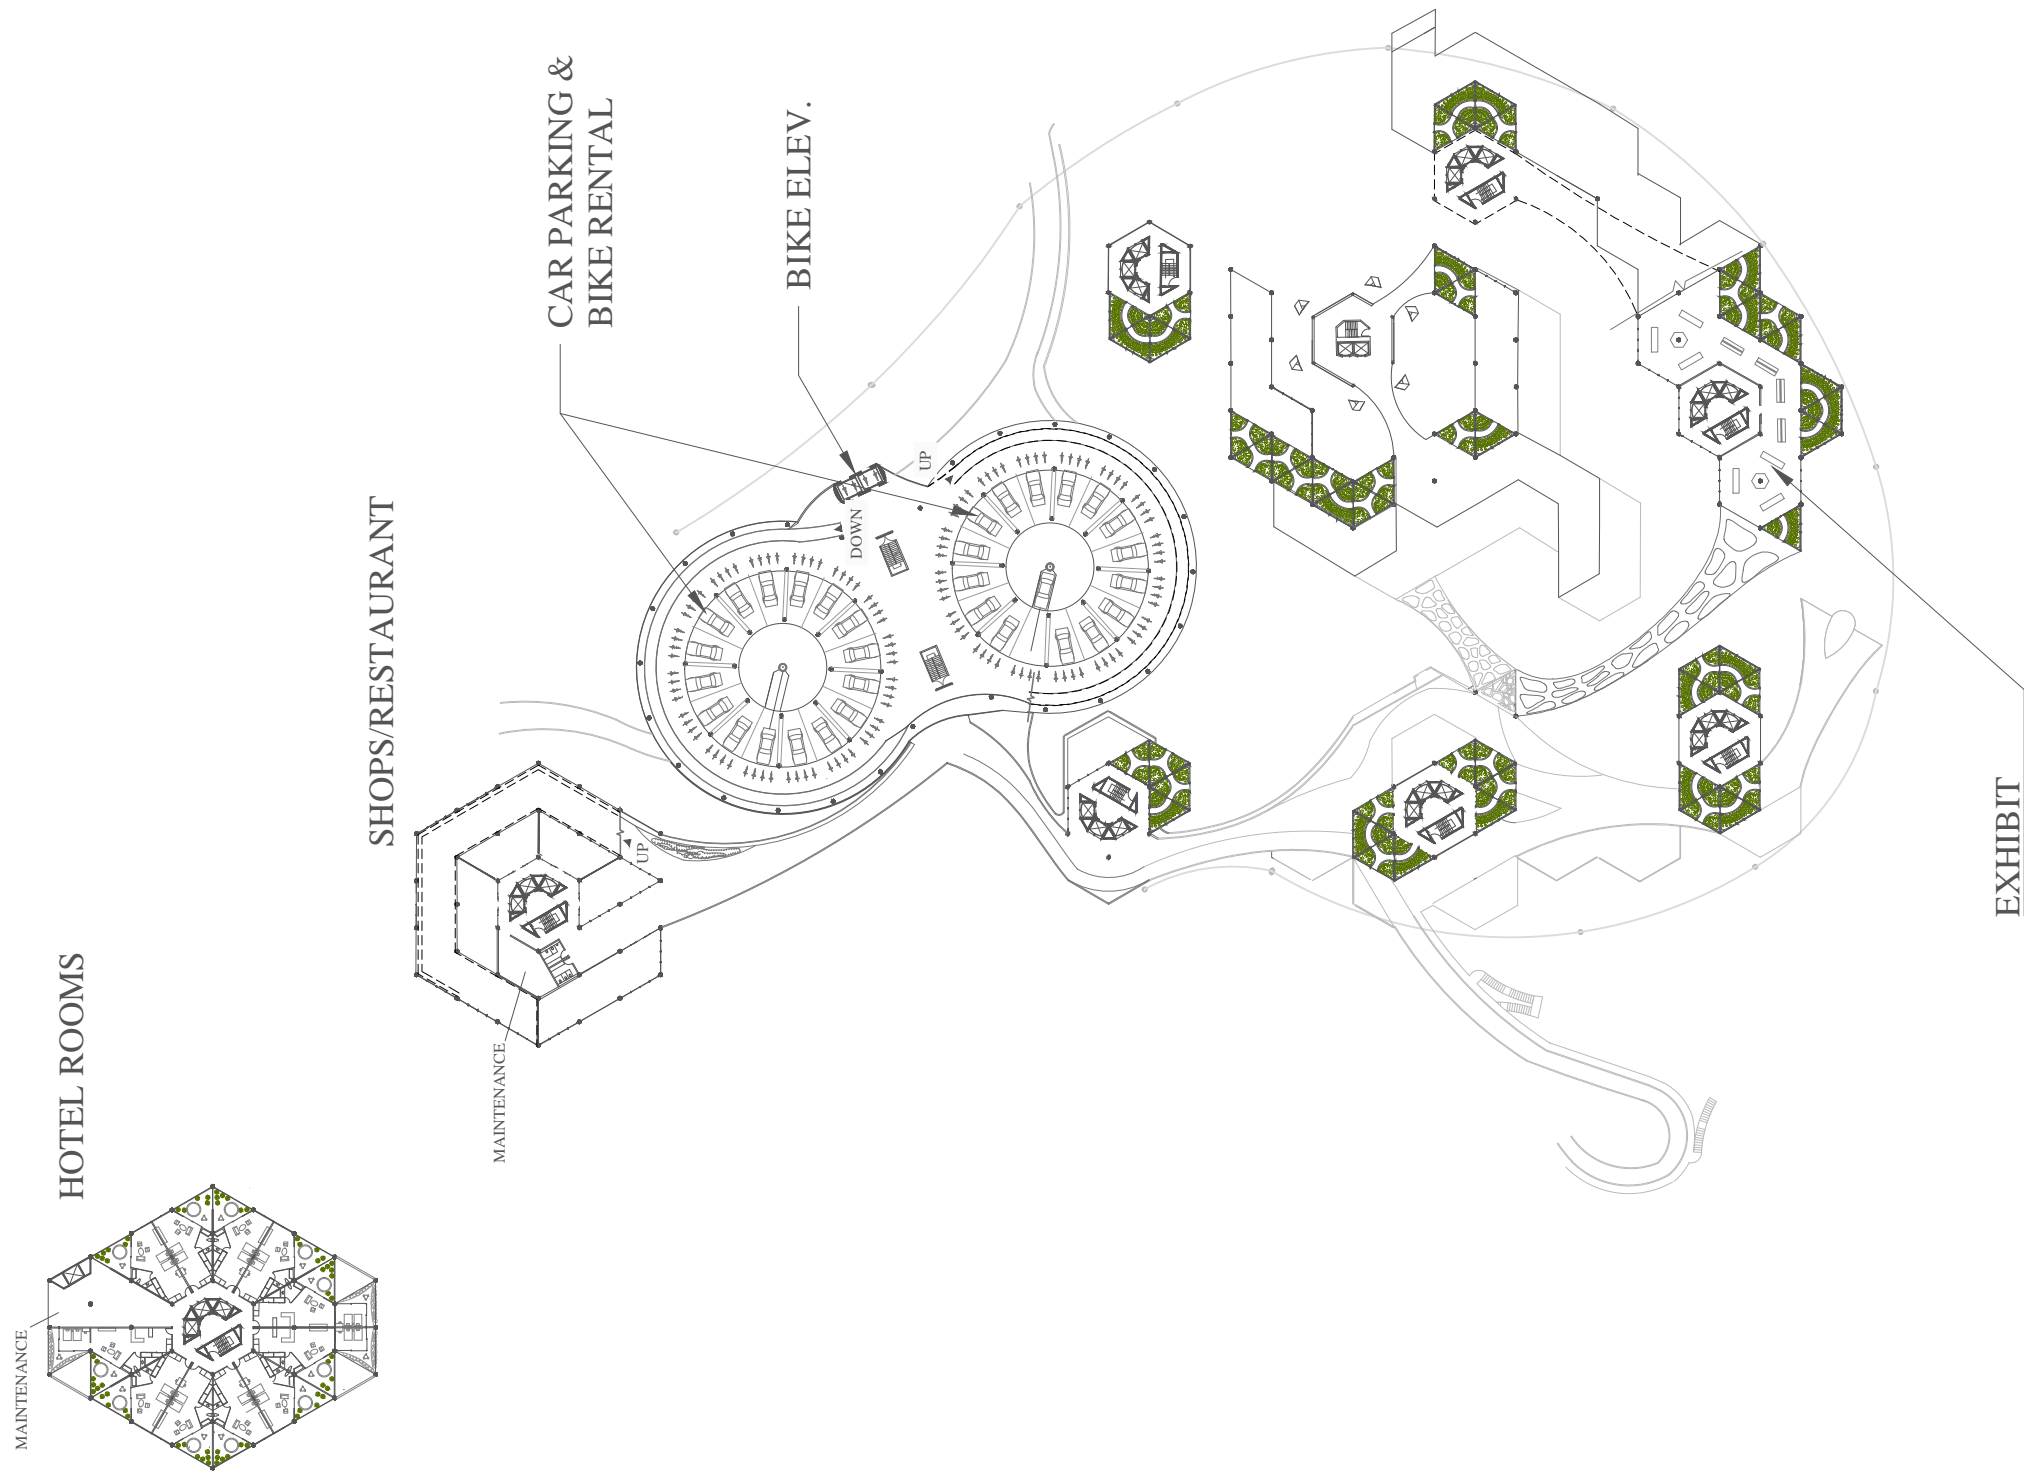 MAINTENANCE
HOTEL ROOMS
SHOPS/RESTAURANT
MAINTENANCE
CAR PARKING &
BIKE RENTAL
UP
BIKE ELEV.
DOWN
UP
EXHIBIT